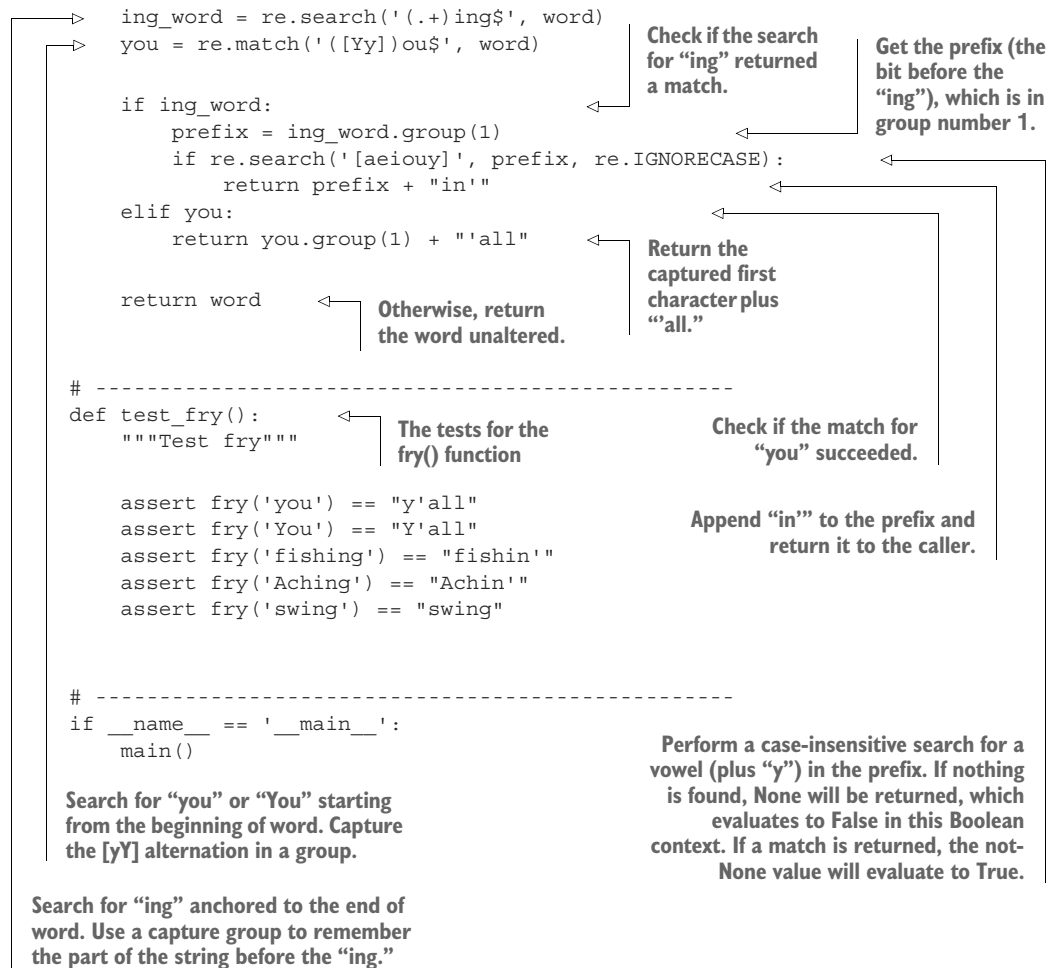 ing_word = re.search('(.+)ing$', word)
    you = re.match('([Yy])ou$', word)
Check if the search
for “ing” returned
a match.
Get the prefix (the
bit before the
“ing”), which is in
group number 1.
    if ing_word:
        prefix = ing_word.group(1)
        if re.search('[aeiouy]', prefix, re.IGNORECASE):
            return prefix + "in'"
    elif you:
        return you.group(1) + "'all"
Return the
captured first
character plus
“’all.”
    return word
Otherwise, return
the word unaltered.
# --------------------------------------------------
def test_fry():
    """Test fry"""
The tests for the
fry() function
Check if the match for
“you” succeeded.
    assert fry('you') == "y'all"
    assert fry('You') == "Y'all"
    assert fry('fishing') == "fishin'"
    assert fry('Aching') == "Achin'"
    assert fry('swing') == "swing"
Append “in’” to the prefix and
return it to the caller.
# --------------------------------------------------
if __name__ == '__main__':
    main()
Perform a case-insensitive search for a
vowel (plus “y”) in the prefix. If nothing
is found, None will be returned, which
evaluates to False in this Boolean
context. If a match is returned, the not-
None value will evaluate to True.
Search for “you” or “You” starting
from the beginning of word. Capture
the [yY] alternation in a group.
Search for “ing” anchored to the end of
word. Use a capture group to remember
the part of the string before the “ing.”